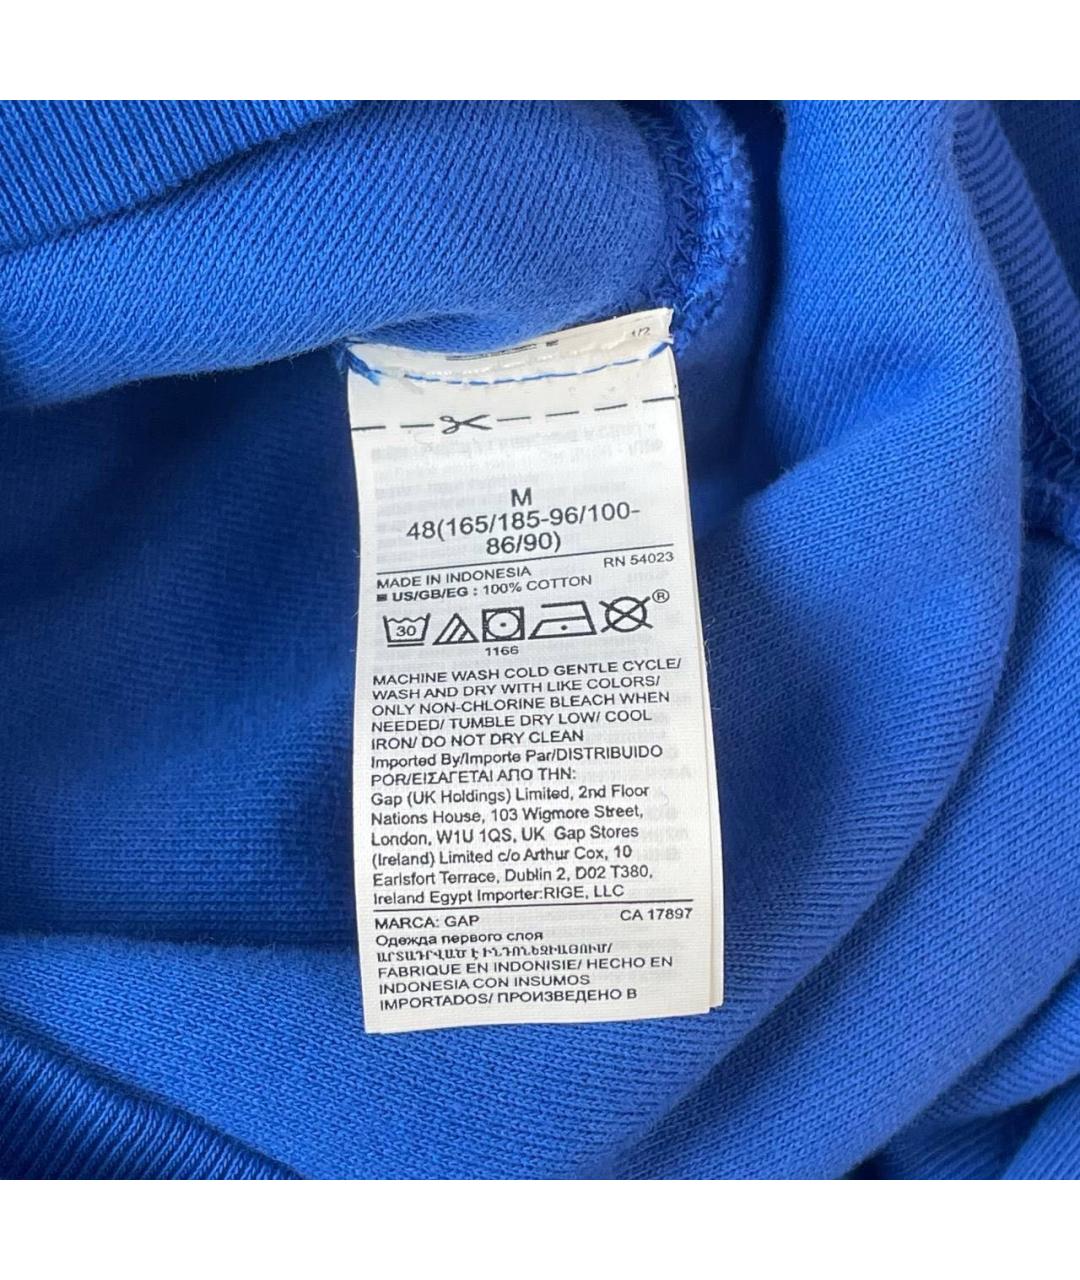 1/2
M
48(165/185-96/100-
86/90)
RN 54023
MADE IN INDONESIA
US/GB/EG : 100% COTTON
30
®
1166
MACHINE WASH COLD GENTLE CYCLE/
WASH AND DRY WITH LIKE COLORS/
ONLY NON-CHLORINE BLEACH WHEN
NEEDED/ TUMBLE DRY LOW/ COOL
IRON/ DO NOT DRY CLEAN
Imported By/Importe Par/DISTRIBUIDO
POR/ΕΙΣΑΓΕΤΑΙ ΑΠΟ ΤΗΝ:
Gap (UK Holdings) Limited, 2nd Floor
Nations House, 103 Wigmore Street,
London, W1U 1QS, UK Gap Stores
(Ireland) Limited c/o Arthur Cox, 10
Earlsfort Terrace, Dublin 2, D02 T380,
Ireland Egypt Importer:RIGE, LLC
MARCA: GAP CA 17897
Одежда первого слоя
ԱՐՏԱԴՐՎԱԾ Է ԻՆԴՈՆԵԶԻԱՅՈՒՄ/
FABRIQUE EN INDONISIE/ HECHO EN
INDONESIA CON INSUMOS
IMPORTADOS/ ПРОИЗВЕДЕНО В